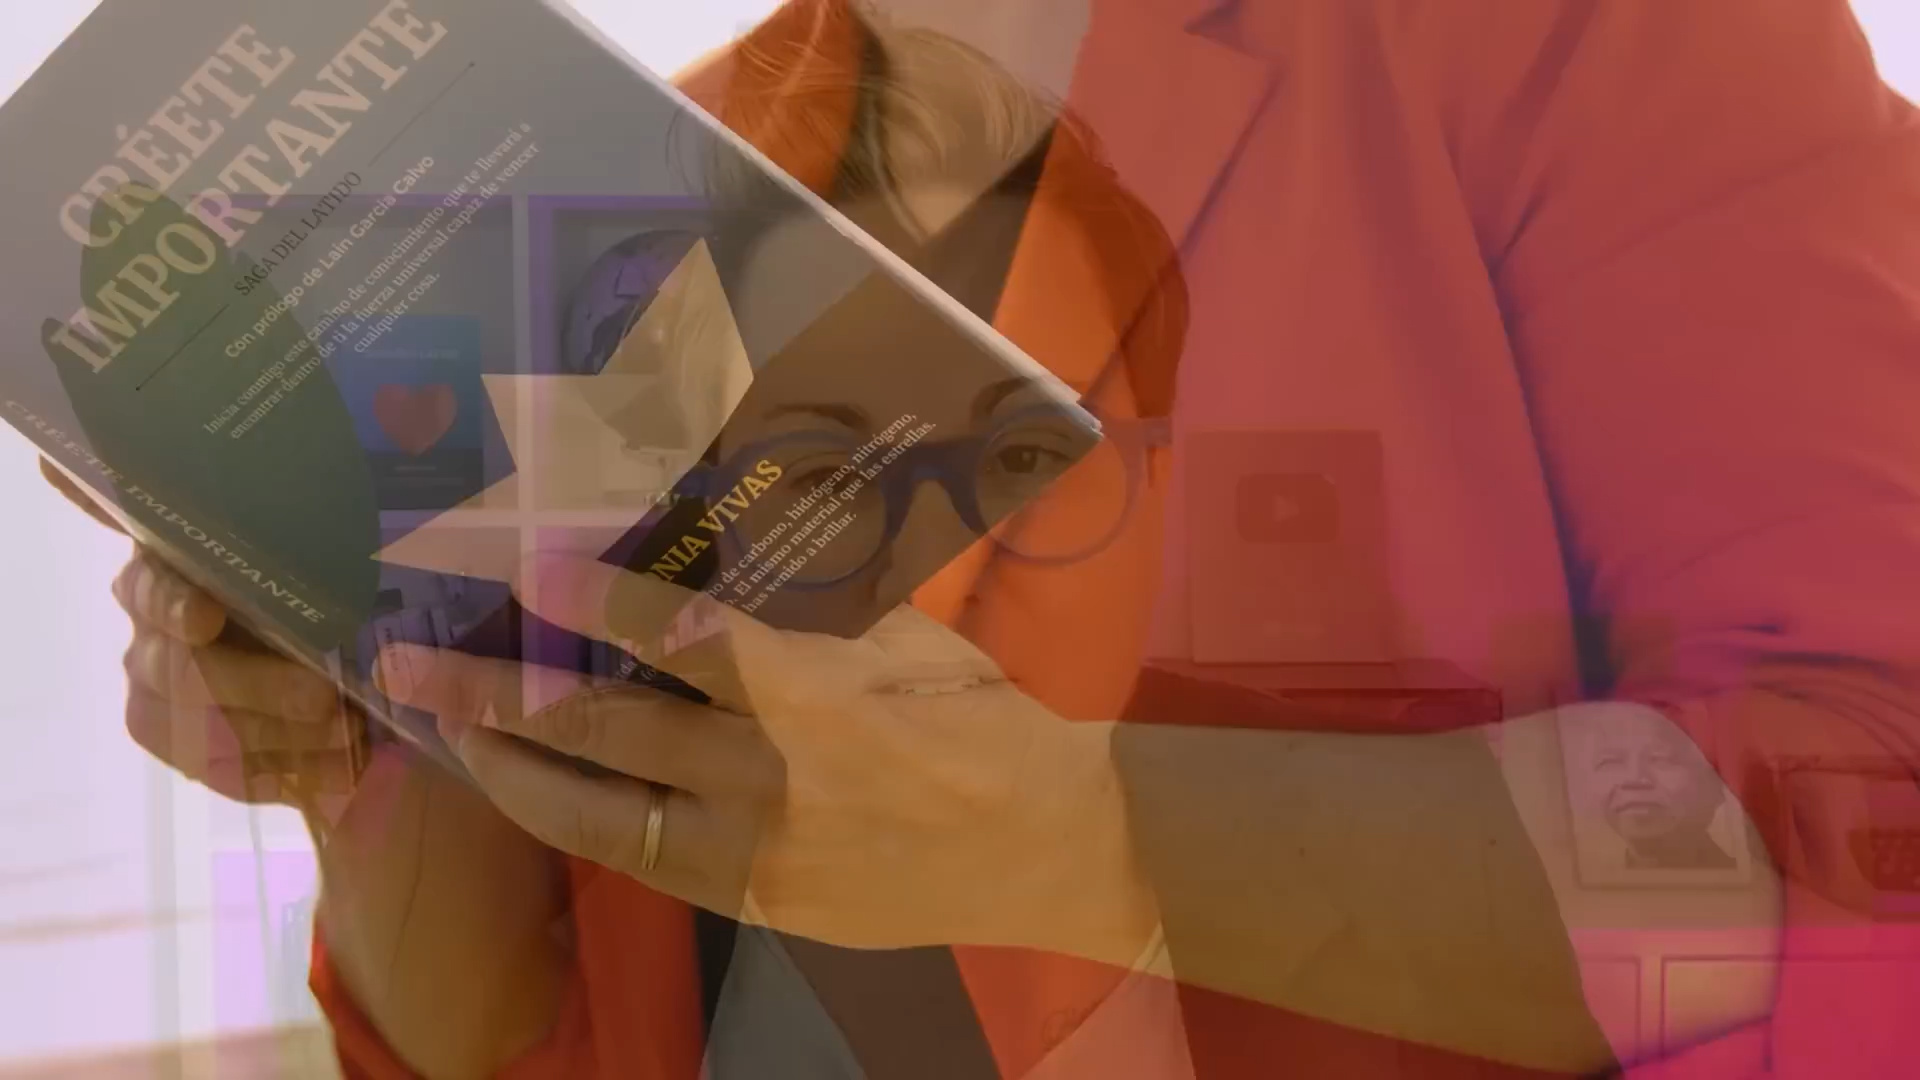 CRÉETE
IMPORTANTE
SAGA DEL LATIDO
Con prólogo de Laín García Calvo
Inicia conmigo este camino de conocimiento que te llevará a
encontrar dentro de ti la fuerza universal capaz de vencer
cualquier cosa.
CRÉETE IMPORTANTE
NIA VIVAS
de carbono, hidrógeno, nitrógeno,
El mismo material que las estrellas.
has venido a brillar.